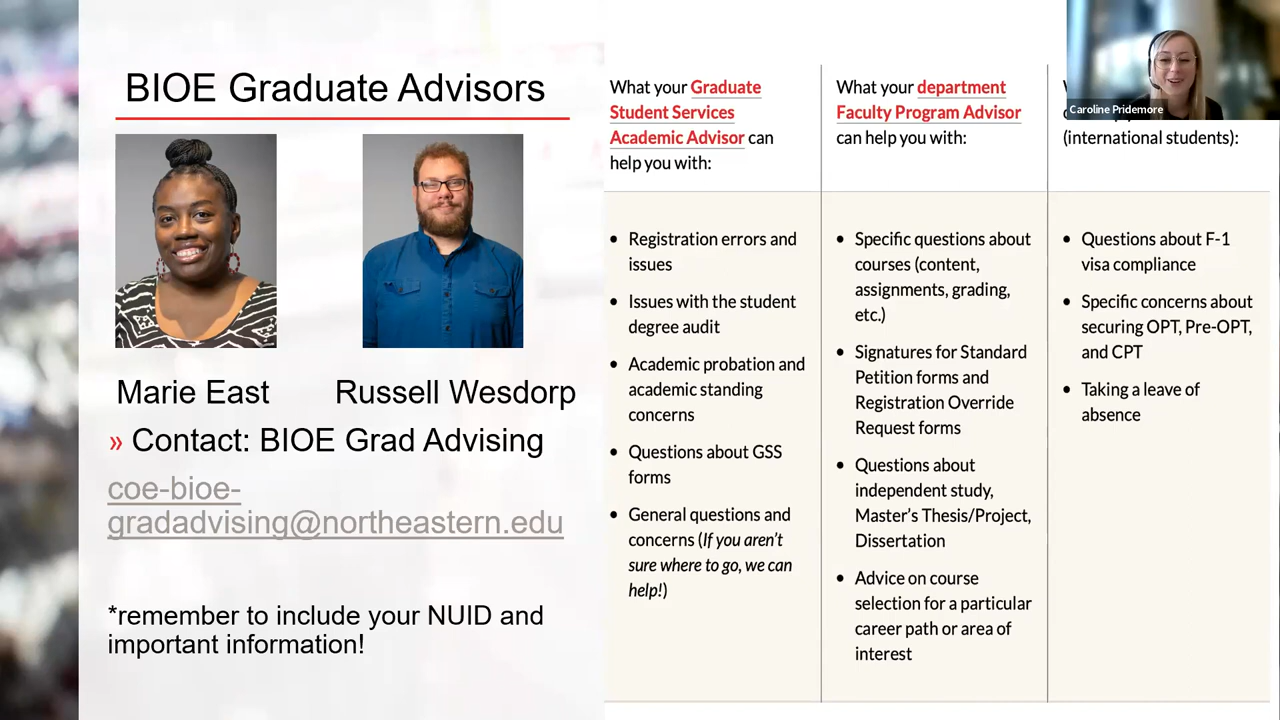 BIOE Graduate Advisors
Marie East
Russell Wesdorp
» Contact: BIOE Grad Advising
coe-bioe-
gradadvising@northeastern.edu
*remember to include your NUID and
important information!
What your Graduate
Student Services
Academic Advisor can
help you with:
• Registration errors and
issues
• Issues with the student
degree audit
• Academic probation and
academic standing
concerns
• Questions about GSS
forms
• General questions and
concerns (If you aren’t
sure where to go, we can
help!)
What your department
Faculty Program Advisor
can help you with:
• Specific questions about
courses (content,
assignments, grading,
etc.)
• Signatures for Standard
Petition forms and
Registration Override
Request forms
• Questions about
independent study,
Master’s Thesis/Project,
Dissertation
• Advice on course
selection for a particular
career path or area of
interest
Caroline Pridemore
(international students):
• Questions about F-1
visa compliance
• Specific concerns about
securing OPT, Pre-OPT,
and CPT
• Taking a leave of
absence